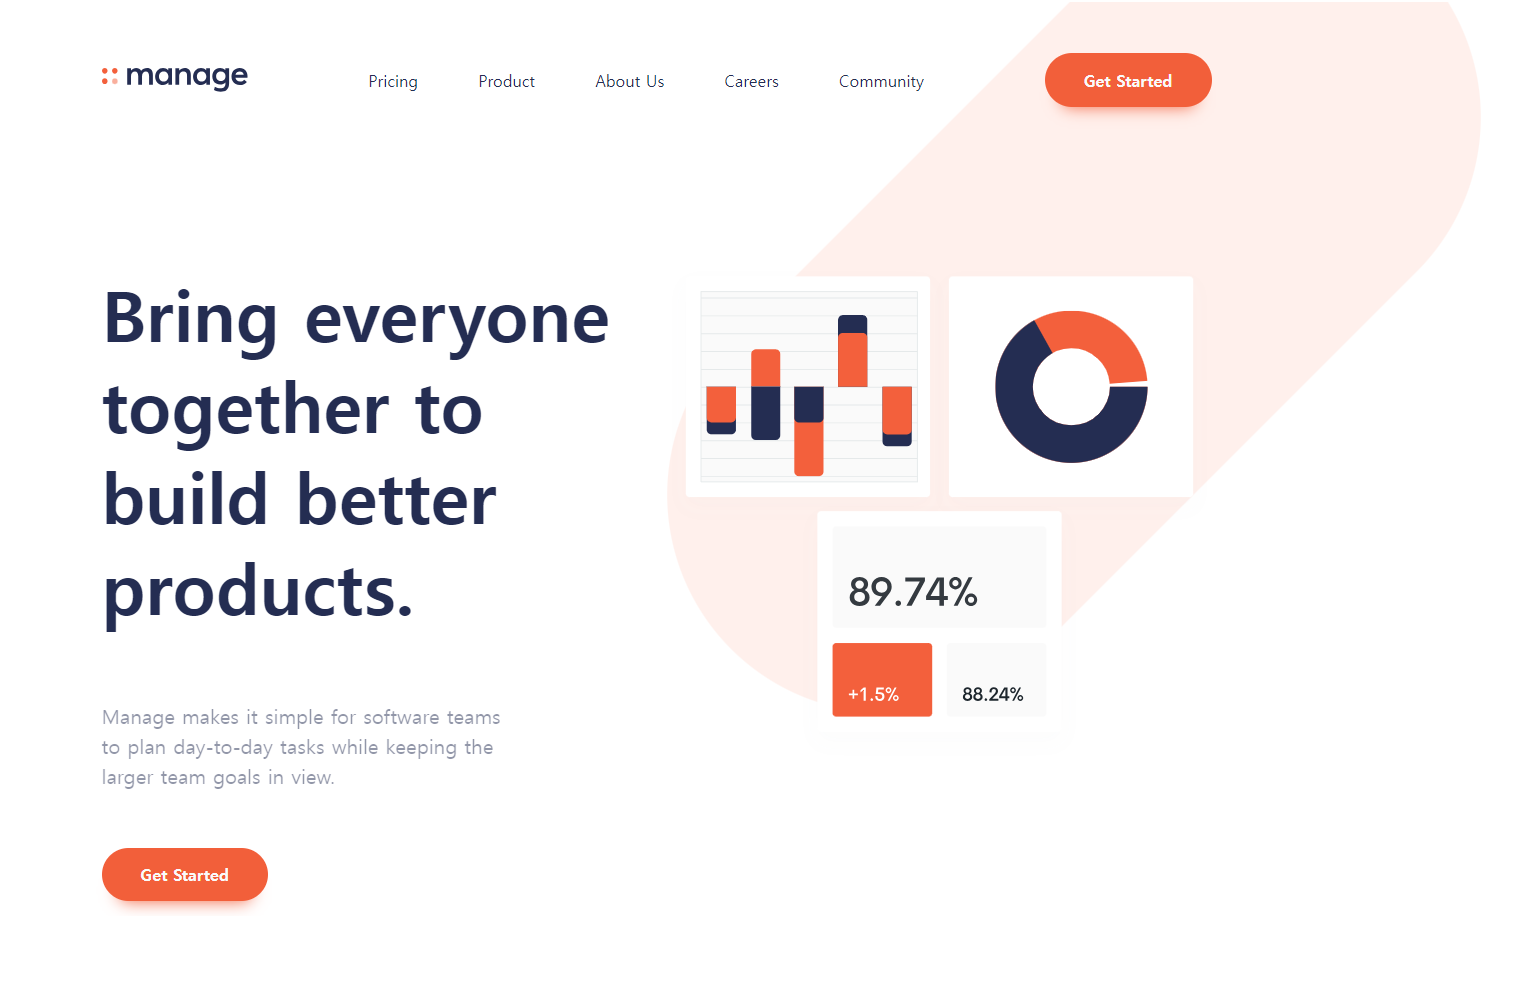 manage
Pricing
Product
About Us
Careers
Community
Get Started
Bring everyone
together to
build better
products.
Manage makes it simple for software teams
to plan day-to-day tasks while keeping the
larger team goals in view.
Get Started
89.74%
+1.5%
88.24%